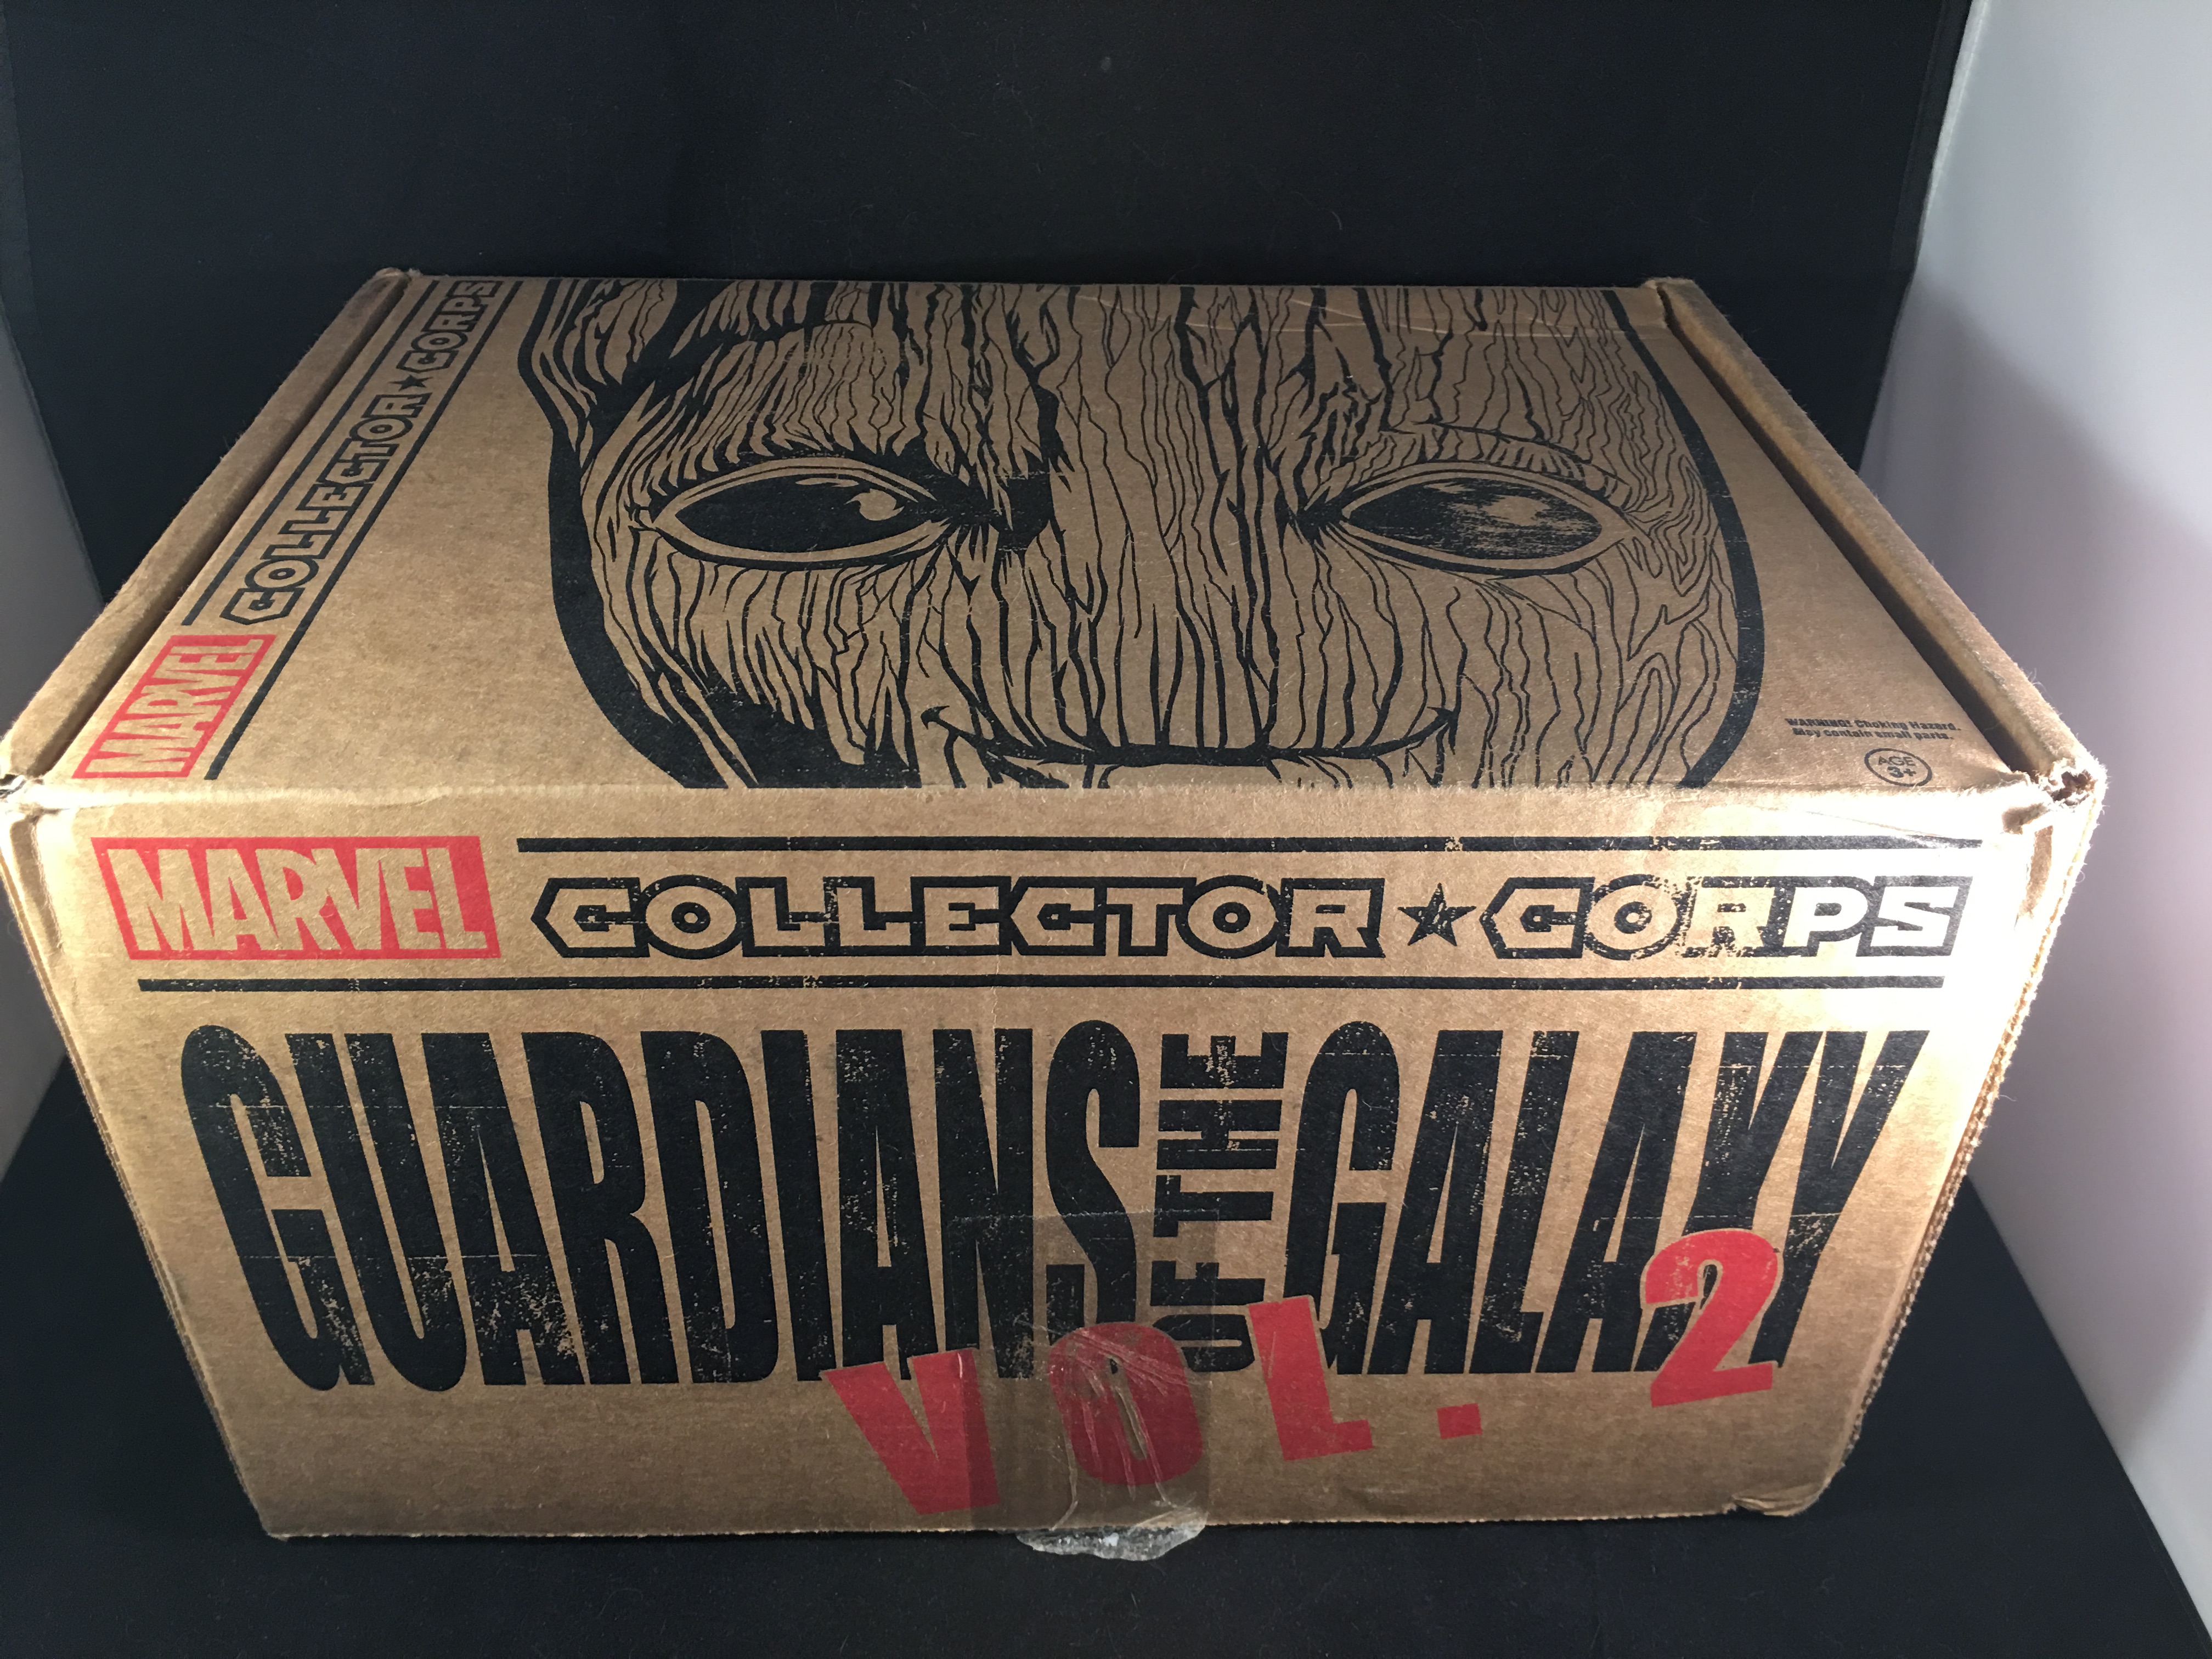 MARVEL COLLECTOR★CORPS
WARNING! Choking Hazard.
May contain small parts.
AGE
3+
MARVEL COLLECTOR★CORPS
GUARDIANS OF THE GALAXY
VOL. 2